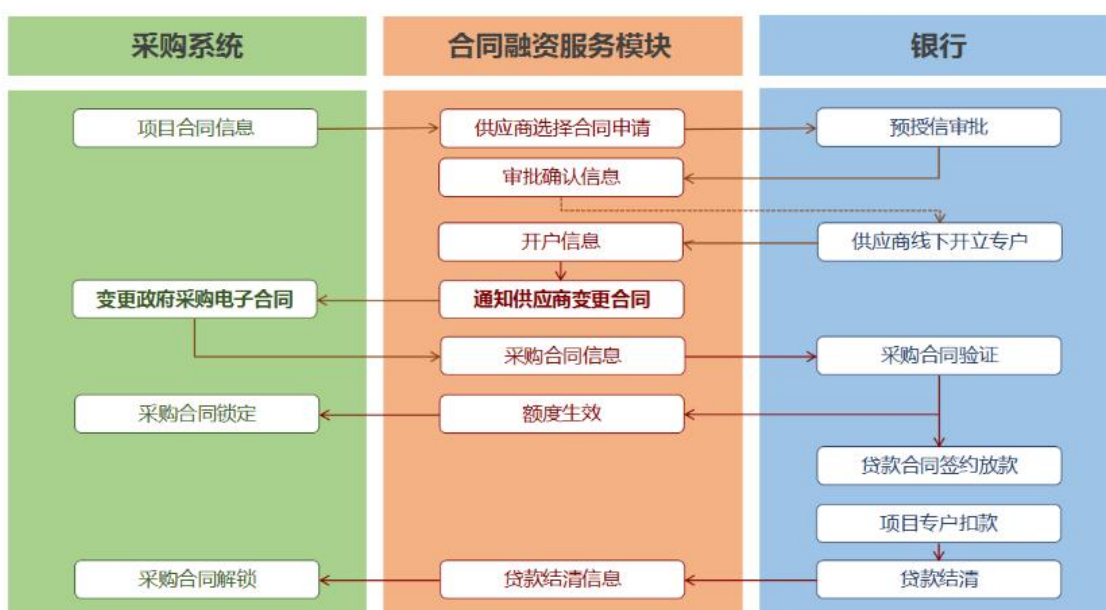 采购系统
合同融资服务模块
银行
项目合同信息
供应商选择合同申请
预授信审批
审批确认信息
开户信息
供应商线下开立专户
变更政府采购电子合同
通知供应商变更合同
采购合同信息
采购合同验证
采购合同锁定
额度生效
贷款合同签约放款
项目专户扣款
采购合同解锁
贷款结清信息
贷款结清